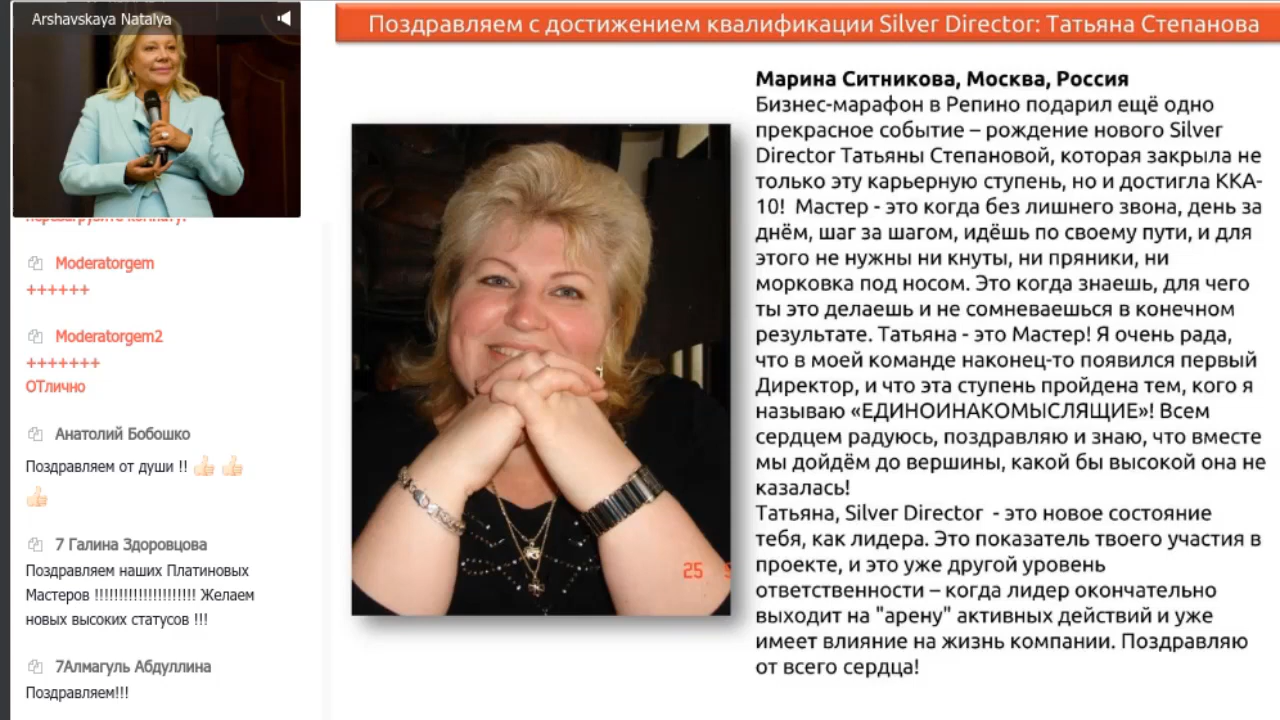 Arshavskaya Natalya
перезагрузите комнату!
Moderatorgem
++++++
Moderatorgem2
+++++++
ОТлично
Анатолий Бобошко
Поздравляем от души !!
7 Галина Здоровцова
Поздравляем наших Платиновых
Мастеров !!!!!!!!!!!!!!!!!!!!! Желаем
новых высоких статусов !!!
7Алмагуль Абдуллина
Поздравляем!!!
Поздравляем с достижением квалификации Silver Director: Татьяна Степанова
25
Марина Ситникова, Москва, Россия
Бизнес-марафон в Репино подарил ещё одно
прекрасное событие – рождение нового Silver
Director Татьяны Степановой, которая закрыла не
только эту карьерную ступень, но и достигла ККА-
10! Мастер - это когда без лишнего звона, день за
днём, шаг за шагом, идёшь по своему пути, и для
этого не нужны ни кнуты, ни пряники, ни
морковка под носом. Это когда знаешь, для чего
ты это делаешь и не сомневаешься в конечном
результате. Татьяна - это Мастер! Я очень рада,
что в моей команде наконец-то появился первый
Директор, и что эта ступень пройдена тем, кого я
называю «ЕДИНОИНАКОМЫСЛЯЩИЕ»! Всем
сердцем радуюсь, поздравляю и знаю, что вместе
мы дойдём до вершины, какой бы высокой она не
казалась!
Татьяна, Silver Director - это новое состояние
тебя, как лидера. Это показатель твоего участия в
проекте, и это уже другой уровень
ответственности – когда лидер окончательно
выходит на "арену" активных действий и уже
имеет влияние на жизнь компании. Поздравляю
от всего сердца!